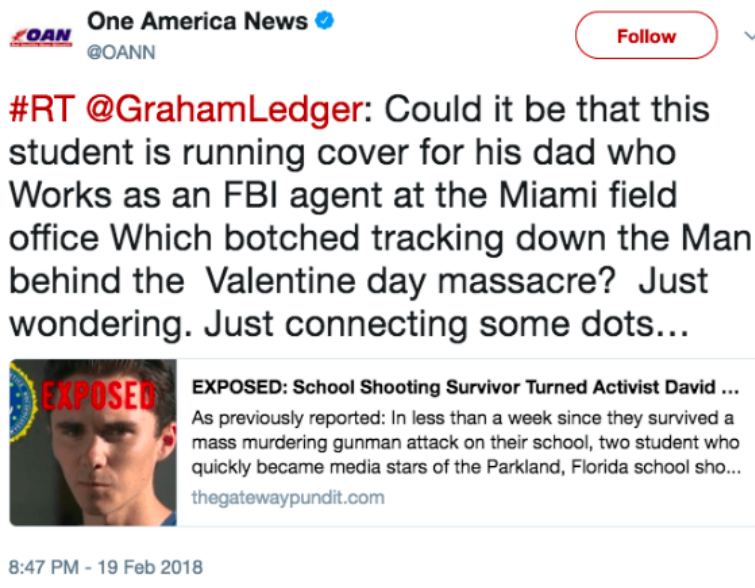 OAN
One America News
@OANN
Follow
#RT @GrahamLedger: Could it be that this
student is running cover for his dad who
Works as an FBI agent at the Miami field
office Which botched tracking down the Man
behind the  Valentine day massacre?  Just
wondering. Just connecting some dots...
EXPOSED
EXPOSED: School Shooting Survivor Turned Activist David ...
As previously reported: In less than a week since they survived a
mass murdering gunman attack on their school, two student who
quickly became media stars of the Parkland, Florida school sho...
thegatewaypundit.com
8:47 PM - 19 Feb 2018